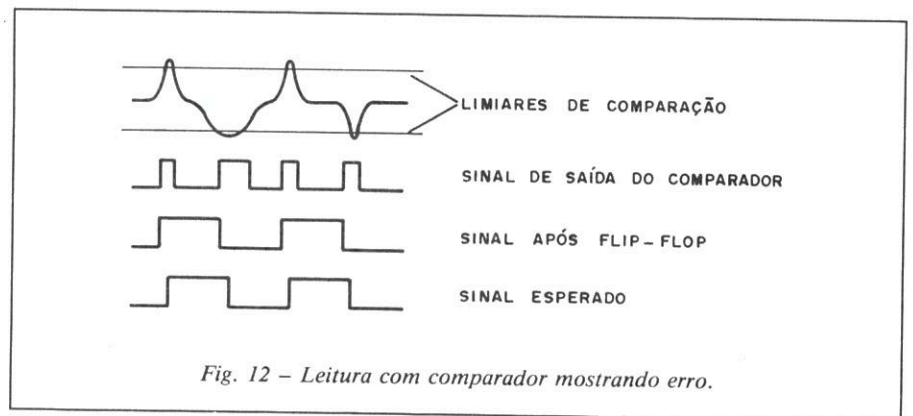 LIMIARES DE COMPARAÇÃO
SINAL DE SAÍDA DO COMPARADOR
SINAL APÓS FLIP-FLOP
SINAL ESPERADO
Fig. 12 – Leitura com comparador mostrando erro.